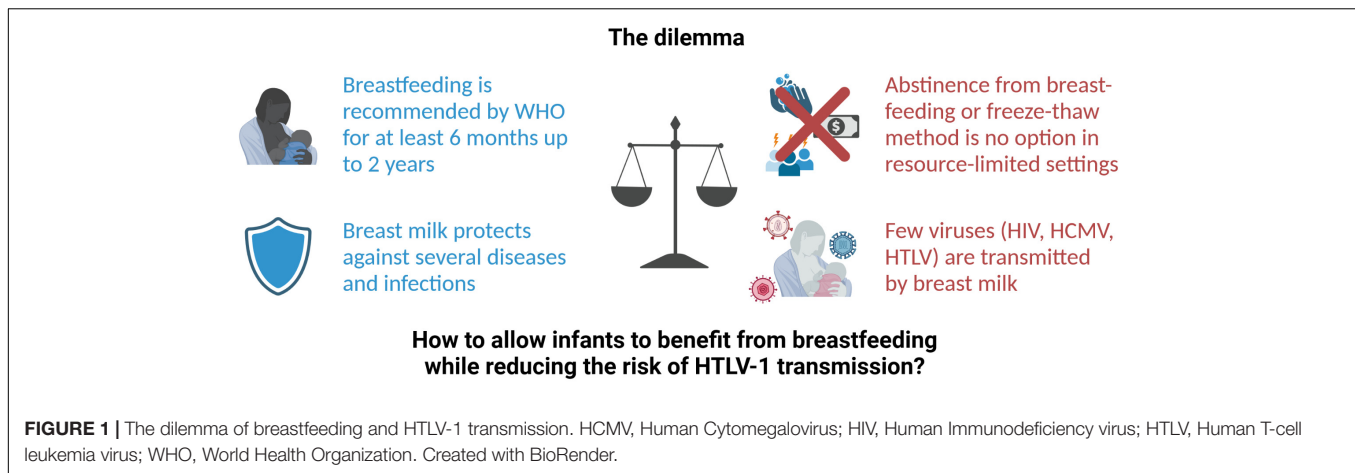 The dilemma
Breastfeeding is
recommended by WHO
for at least 6 months up
to 2 years
Breast milk protects
against several diseases
and infections
$
Abstinence from breast-
feeding or freeze-thaw
method is no option in
resource-limited settings
Few viruses (HIV, HCMV,
HTLV) are transmitted
by breast milk
How to allow infants to benefit from breastfeeding
while reducing the risk of HTLV-1 transmission?
FIGURE 1 | The dilemma of breastfeeding and HTLV-1 transmission. HCMV, Human Cytomegalovirus; HIV, Human Immunodeficiency virus; HTLV, Human T-cell
leukemia virus; WHO, World Health Organization. Created with BioRender.